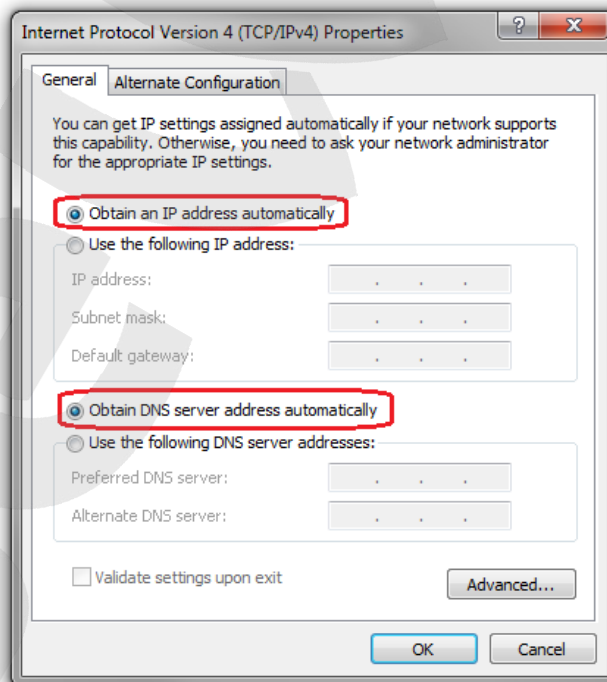 Internet Protocol Version 4 (TCP/IPv4) Properties
General
Alternate Configuration
You can get IP settings assigned automatically if your network supports
this capability. Otherwise, you need to ask your network administrator
for the appropriate IP settings.
Obtain an IP address automatically
Use the following IP address:
IP address:
Subnet mask:
Default gateway:
Obtain DNS server address automatically
Use the following DNS server addresses:
Preferred DNS server:
Alternate DNS server:
Validate settings upon exit
Advanced...
OK
Cancel